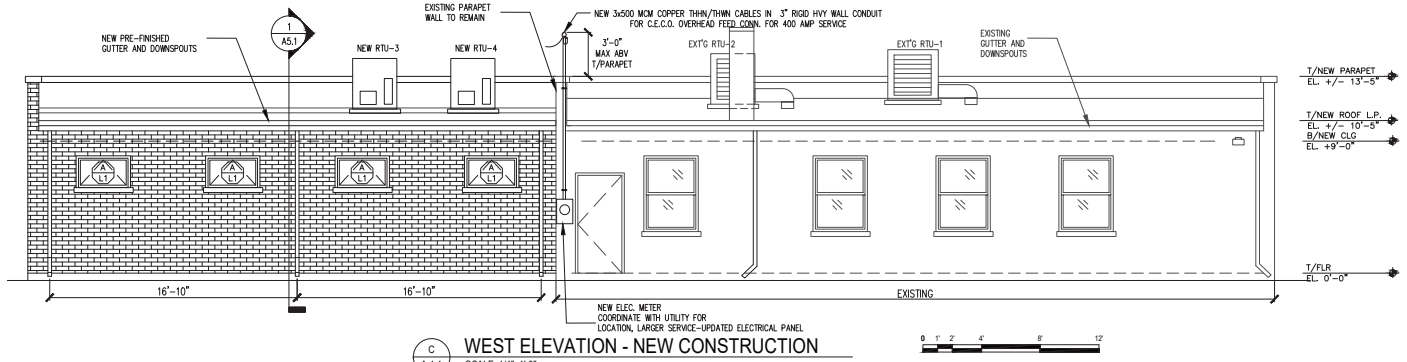 EXISTING PARAPET
WALL TO REMAIN
NEW 3x500 MCM COPPER THHN/THWN CABLES IN 3" RIGID HVY WALL CONDUIT
FOR C.E.C.O. OVERHEAD FEED CONN. FOR 400 AMP SERVICE
1
A5.1
NEW PRE-FINISHED
GUTTER AND DOWNSPOUTS
NEW RTU-3
NEW RTU-4
3'-0"
MAX ABV
T/PARAPET
EXT'G RTU-2
EXT'G RTU-1
EXISTING
GUTTER AND
DOWNSPOUTS
T/NEW PARAPET
EL. +/- 13'-5"
T/NEW ROOF L.P.
EL. +/- 10'-5"
B/NEW CLG
EL. +9'-0"
A
L1
A
L1
A
L1
A
L1
T/FLR
EL. 0'-0"
16'-10"
16'-10"
EXISTING
NEW ELEC. METER
COORDINATE WITH UTILITY FOR
LOCATION, LARGER SERVICE-UPDATED ELECTRICAL PANEL
C
WEST ELEVATION - NEW CONSTRUCTION
0 1' 2' 4' 8' 12'